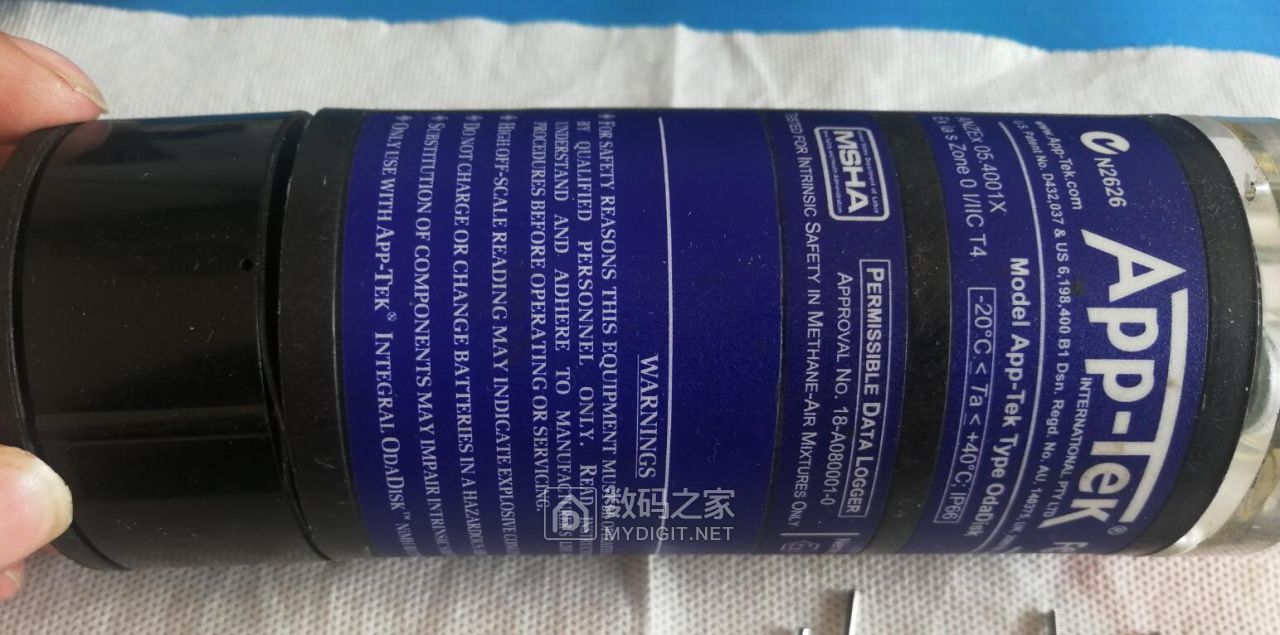 N2626
App-Tek®
INTERNATIONAL PTY LTD
www.App-Tek.com
U.S. Patent No. D432,037 & US 6,198,400 B1 Dsn. Regd. No. AU.
Model App-Tek Type OdaDisk
ANZEx 05.4001X
Ex ia s Zone 0 I/IIC T4
-20°C < Ta < +40°C; IP66
MSHA
PERMISSIBLE DATA LOGGER
APPROVAL NO. 18-A080001-0
FOR INTRINSIC SAFETY IN METHANE-AIR MIXTURES ONLY
WARNINGS
FOR SAFETY REASONS THIS EQUIPMENT MUST
BY QUALIFIED PERSONNEL ONLY. READ
UNDERSTAND AND ADHERE TO
PROCEDURES BEFORE OPERATING OR SERVICING.
HIGH OFF-SCALE READING MAY INDICATE EXPLOSIVE
DO NOT CHARGE OR CHANGE BATTERIES IN A HAZARDOUS
SUBSTITUTION OF COMPONENTS MAY IMPAIR INTRINSIC
ONLY USE WITH APP-TEK® INTEGRAL ODADISK™
数码之家
MYDIGIT.NET